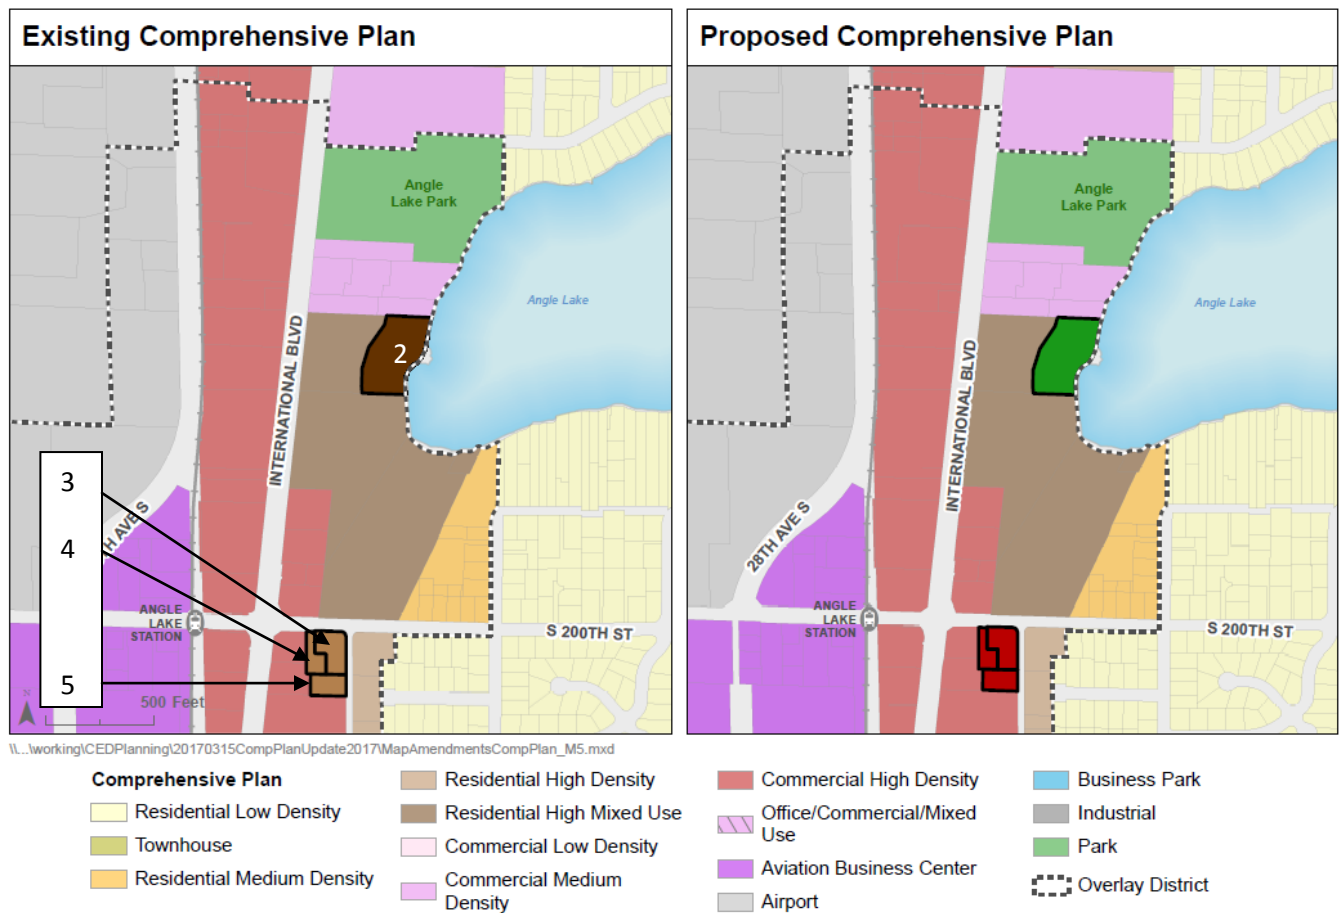 Existing Comprehensive Plan
Proposed Comprehensive Plan
Angle
Lake Park
Angle Lake
INTERNATIONAL BLVD
2
3
4
5
H AVE S
ANGLE
LAKE
STATION
S 200TH ST
N
500 Feet
Angle
Lake Park
Angle Lake
INTERNATIONAL BLVD
28TH AVE S
ANGLE
LAKE
STATION
S 200TH ST
\\...\working\CEDPlanning\20170315CompPlanUpdate2017\MapAmendmentsCompPlan_M5.mxd
Comprehensive Plan
Residential Low Density
Townhouse
Residential Medium Density
Residential High Density
Residential High Mixed Use
Commercial Low Density
Commercial Medium
Density
Commercial High Density
Office/Commercial/Mixed
Use
Aviation Business Center
Airport
Business Park
Industrial
Park
Overlay District